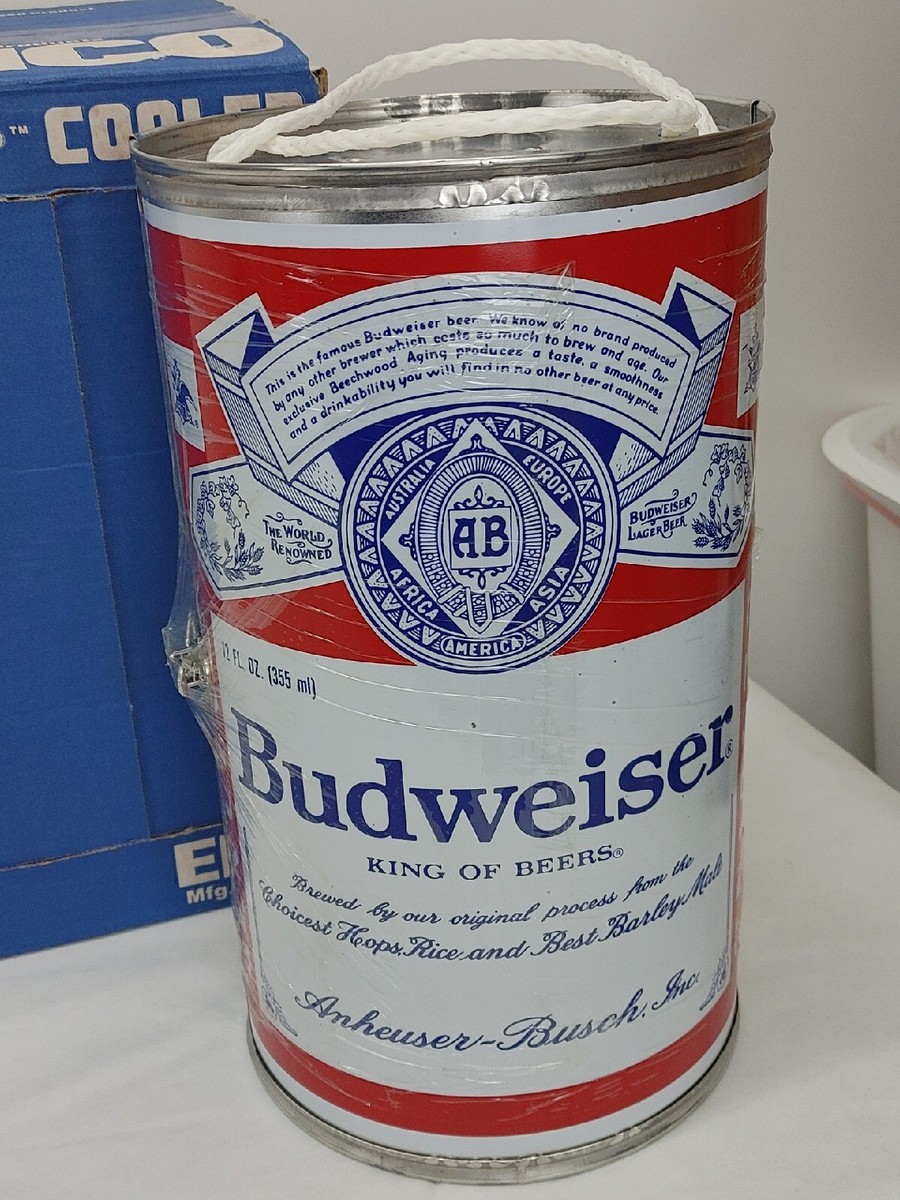 COOLER
™
This is the famous Budweiser beer. We know of no brand produced
by any other brewer which costs so much to brew and age. Our
exclusive Beechwood Aging produces a taste, a smoothness
and a drinkability you will find in no other beer at any price.
AUSTRALIA
EUROPE
THE WORLD
RENOWNED
AB
BUDWEISER
LAGER BEER
AFRICA
ASIA
AMERICA
12 FL. OZ. (355 ml)
Budweiser®
KING OF BEERS®
Brewed by our original process from the
Choicest Hops, Rice and Best Barley Malt
Anheuser-Busch, Inc.
Mfg.